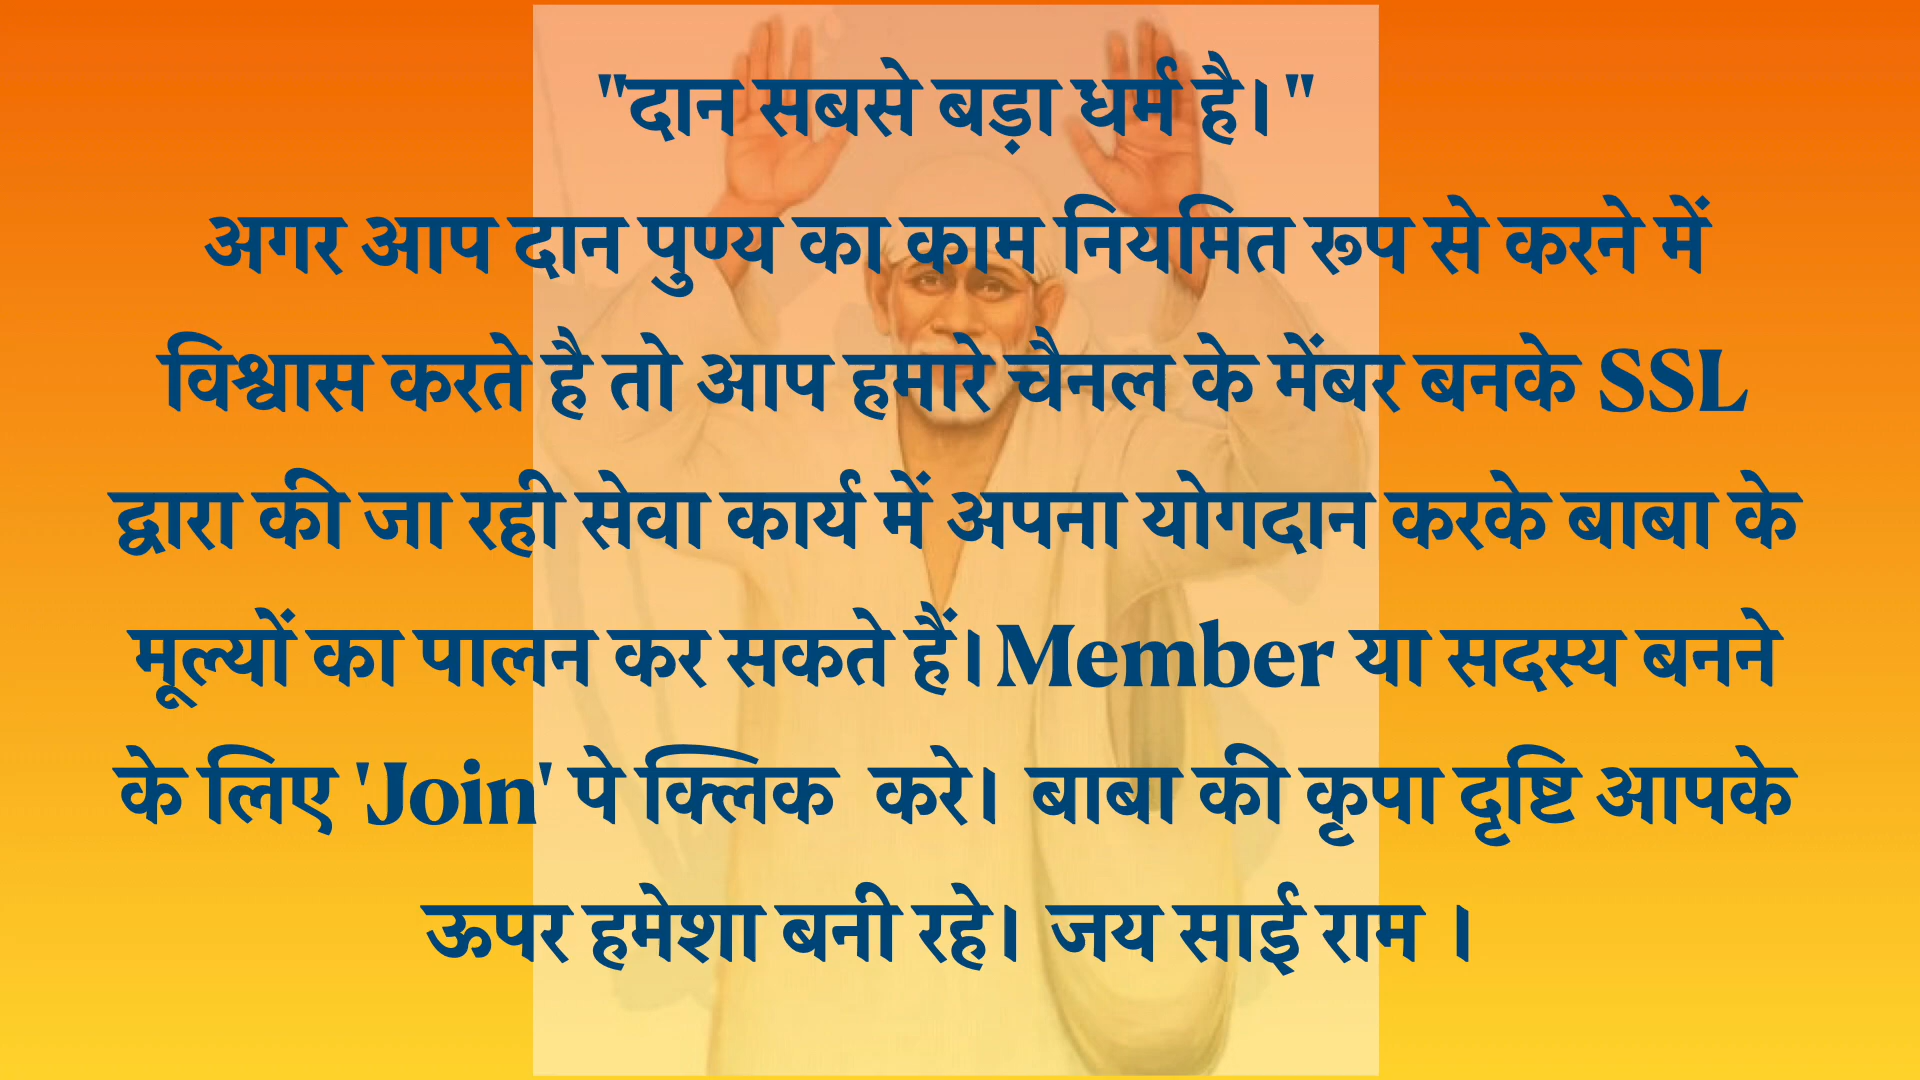 "दान सबसे बड़ा धर्म है।"
अगर आप दान पुण्य का काम नियमित रूप से करने में
विश्वास करते है तो आप हमारे चैनल के मेंबर बनके SSL
द्वारा की जा रही सेवा कार्य में अपना योगदान करके बाबा के
मूल्यों का पालन कर सकते हैं। Member या सदस्य बनने
के लिए 'Join' पे क्लिक करे। बाबा की कृपा दृष्टि आपके
ऊपर हमेशा बनी रहे। जय साई राम ।